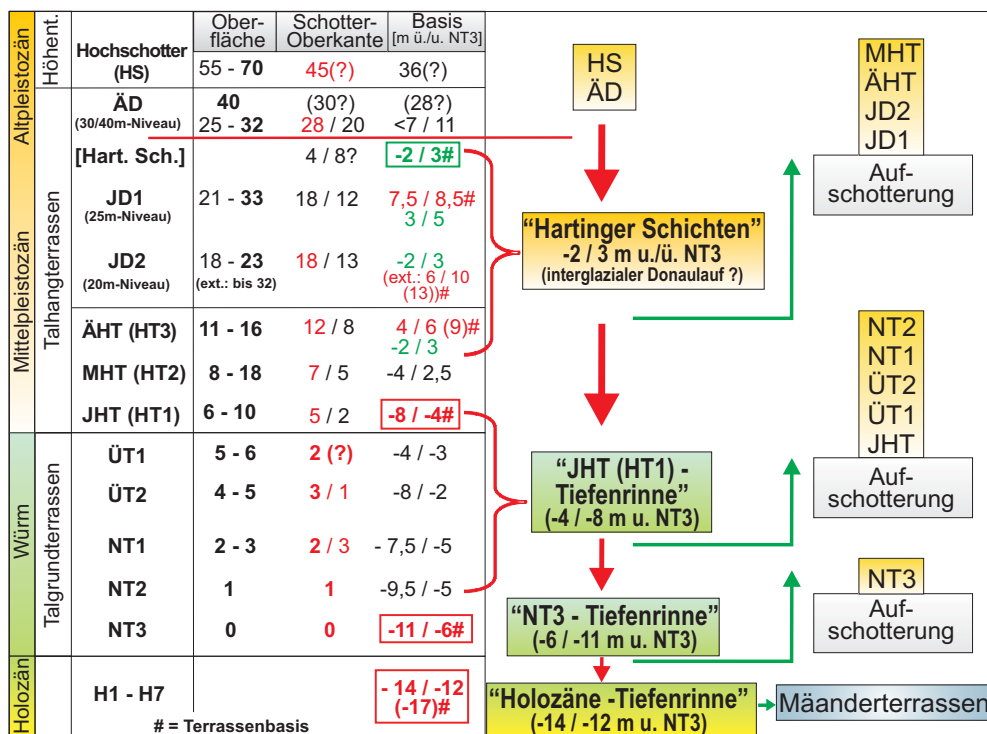 Altpleistozän
Mittelpleistozän
Würm
Holozän
Höhent.
Talhangterrassen
Talgrundterrassen
Ober-
fläche
Schotter-
Oberkante
Basis
[m ü./u. NT3]
Hochschotter
(HS)
55 - 70
45(?)
36(?)
ÄD
(30/40m-Niveau)
40
(30?)
(28?)
25 - 32
28 / 20
<7 / 11
[Hart. Sch.]
4 / 8?
-2 / 3#
JD1
(25m-Niveau)
21 - 33
18 / 12
7,5 / 8,5#
3 / 5
JD2
(20m-Niveau)
18 - 23
(ext.: bis 32)
18 / 13
-2 / 3
(ext.: 6 / 10
(13))#
ÄHT (HT3)
11 - 16
12 / 8
4 / 6 (9)#
-2 / 3
MHT (HT2)
8 - 18
7 / 5
-4 / 2,5
JHT (HT1)
6 - 10
5 / 2
-8 / -4#
ÜT1
5 - 6
2 (?)
-4 / -3
ÜT2
4 - 5
3 / 1
-8 / -2
NT1
2 - 3
2 / 3
- 7,5 / -5
NT2
1
1
-9,5 / -5
NT3
0
0
-11 / -6#
H1 - H7
- 14 / -12
(-17)#
# = Terrassenbasis
HS
ÄD
"Hartinger Schichten"
-2 / 3 m u./ü. NT3
(interglazialer Donaulauf ?)
"JHT (HT1) -
Tiefenrinne"
(-4 / -8 m u. NT3)
"NT3 - Tiefenrinne"
(-6 / -11 m u. NT3)
"Holozäne -Tiefenrinne"
(-14 / -12 m u. NT3)
MHT
ÄHT
JD2
JD1
Auf-
schotterung
NT2
NT1
ÜT2
ÜT1
JHT
Auf-
schotterung
NT3
Auf-
schotterung
Mäanderterrassen